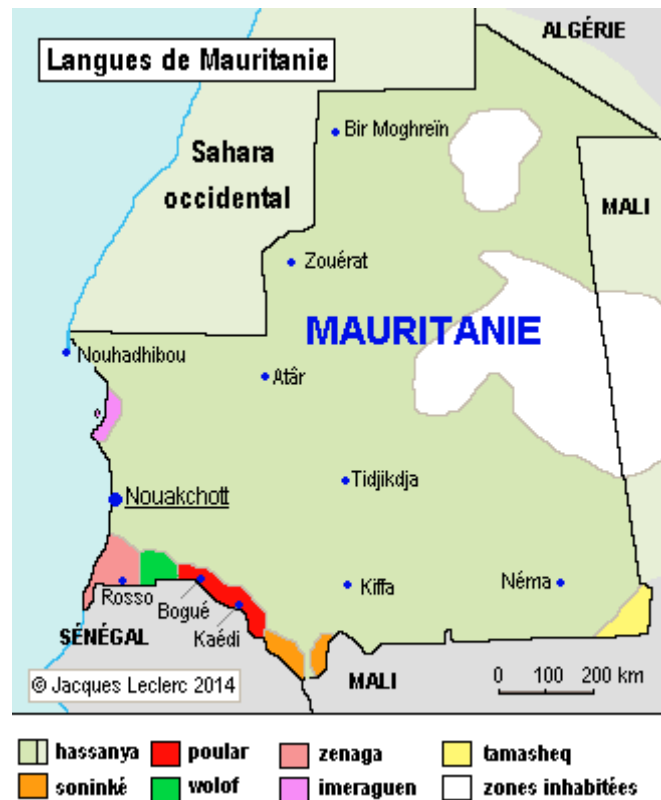 ALGÉRIE
Langues de Mauritanie
Bir Moghreïn
Sahara
occidental
MALI
Zouérat
MAURITANIE
Nouhadhibou
Atâr
Tidjikdja
Nouakchott
Kiffa
Néma
Rosso
Bogué
Kaédi
SÉNÉGAL
MALI
0 100 200 km
© Jacques Leclerc 2014
hassanya poular zenaga tamasheq
soninké wolof imeraguen zones inhabitées